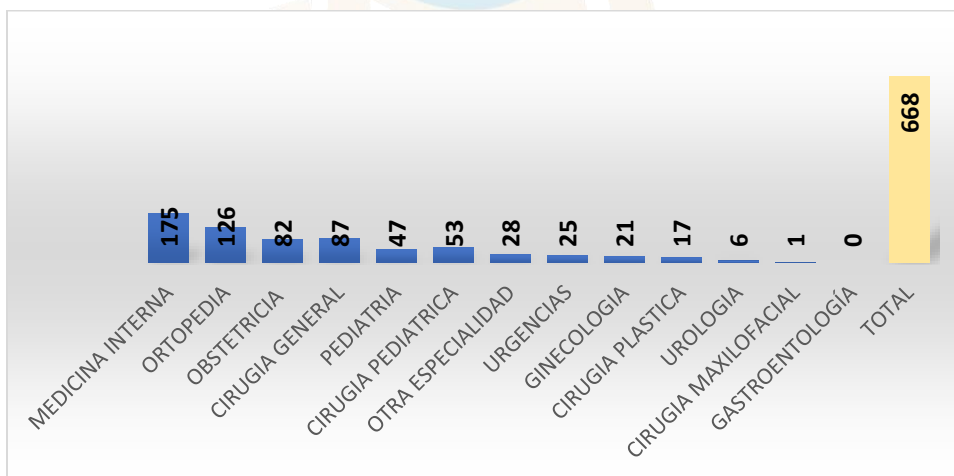 175
126
82
87
47
53
28
25
21
17
6
1
0
668
MEDICINA INTERNA
ORTOPEDIA
OBSTETRICIA
CIRUGIA GENERAL
PEDIATRIA
CIRUGIA PEDIATRICA
OTRA ESPECIALIDAD
URGENCIAS
GINECOLOGIA
CIRUGIA PLASTICA
UROLOGIA
CIRUGIA MAXILOFACIAL
GASTROENTOLOGÍA
TOTAL